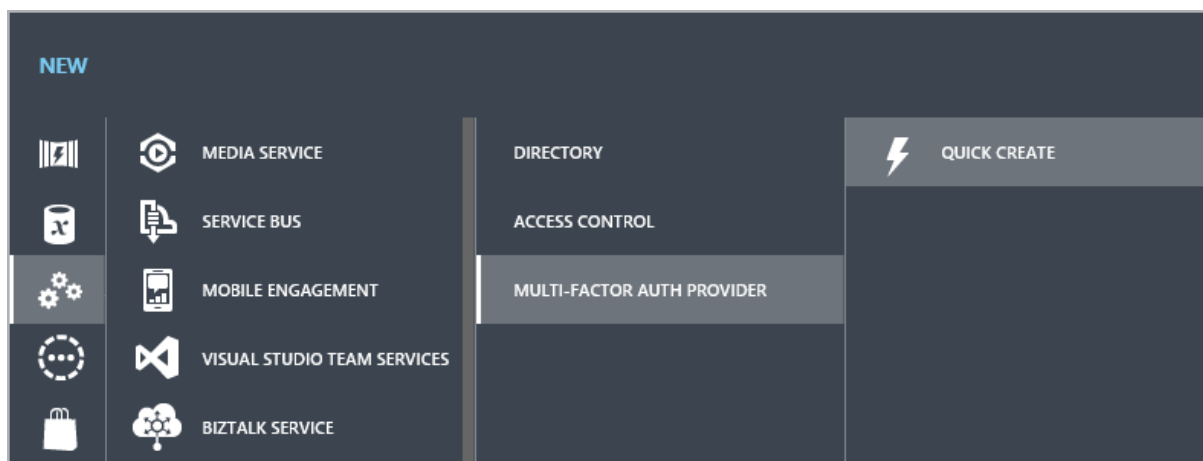 NEW
MEDIA SERVICE
SERVICE BUS
MOBILE ENGAGEMENT
VISUAL STUDIO TEAM SERVICES
BIZTALK SERVICE
DIRECTORY
ACCESS CONTROL
MULTI-FACTOR AUTH PROVIDER
QUICK CREATE